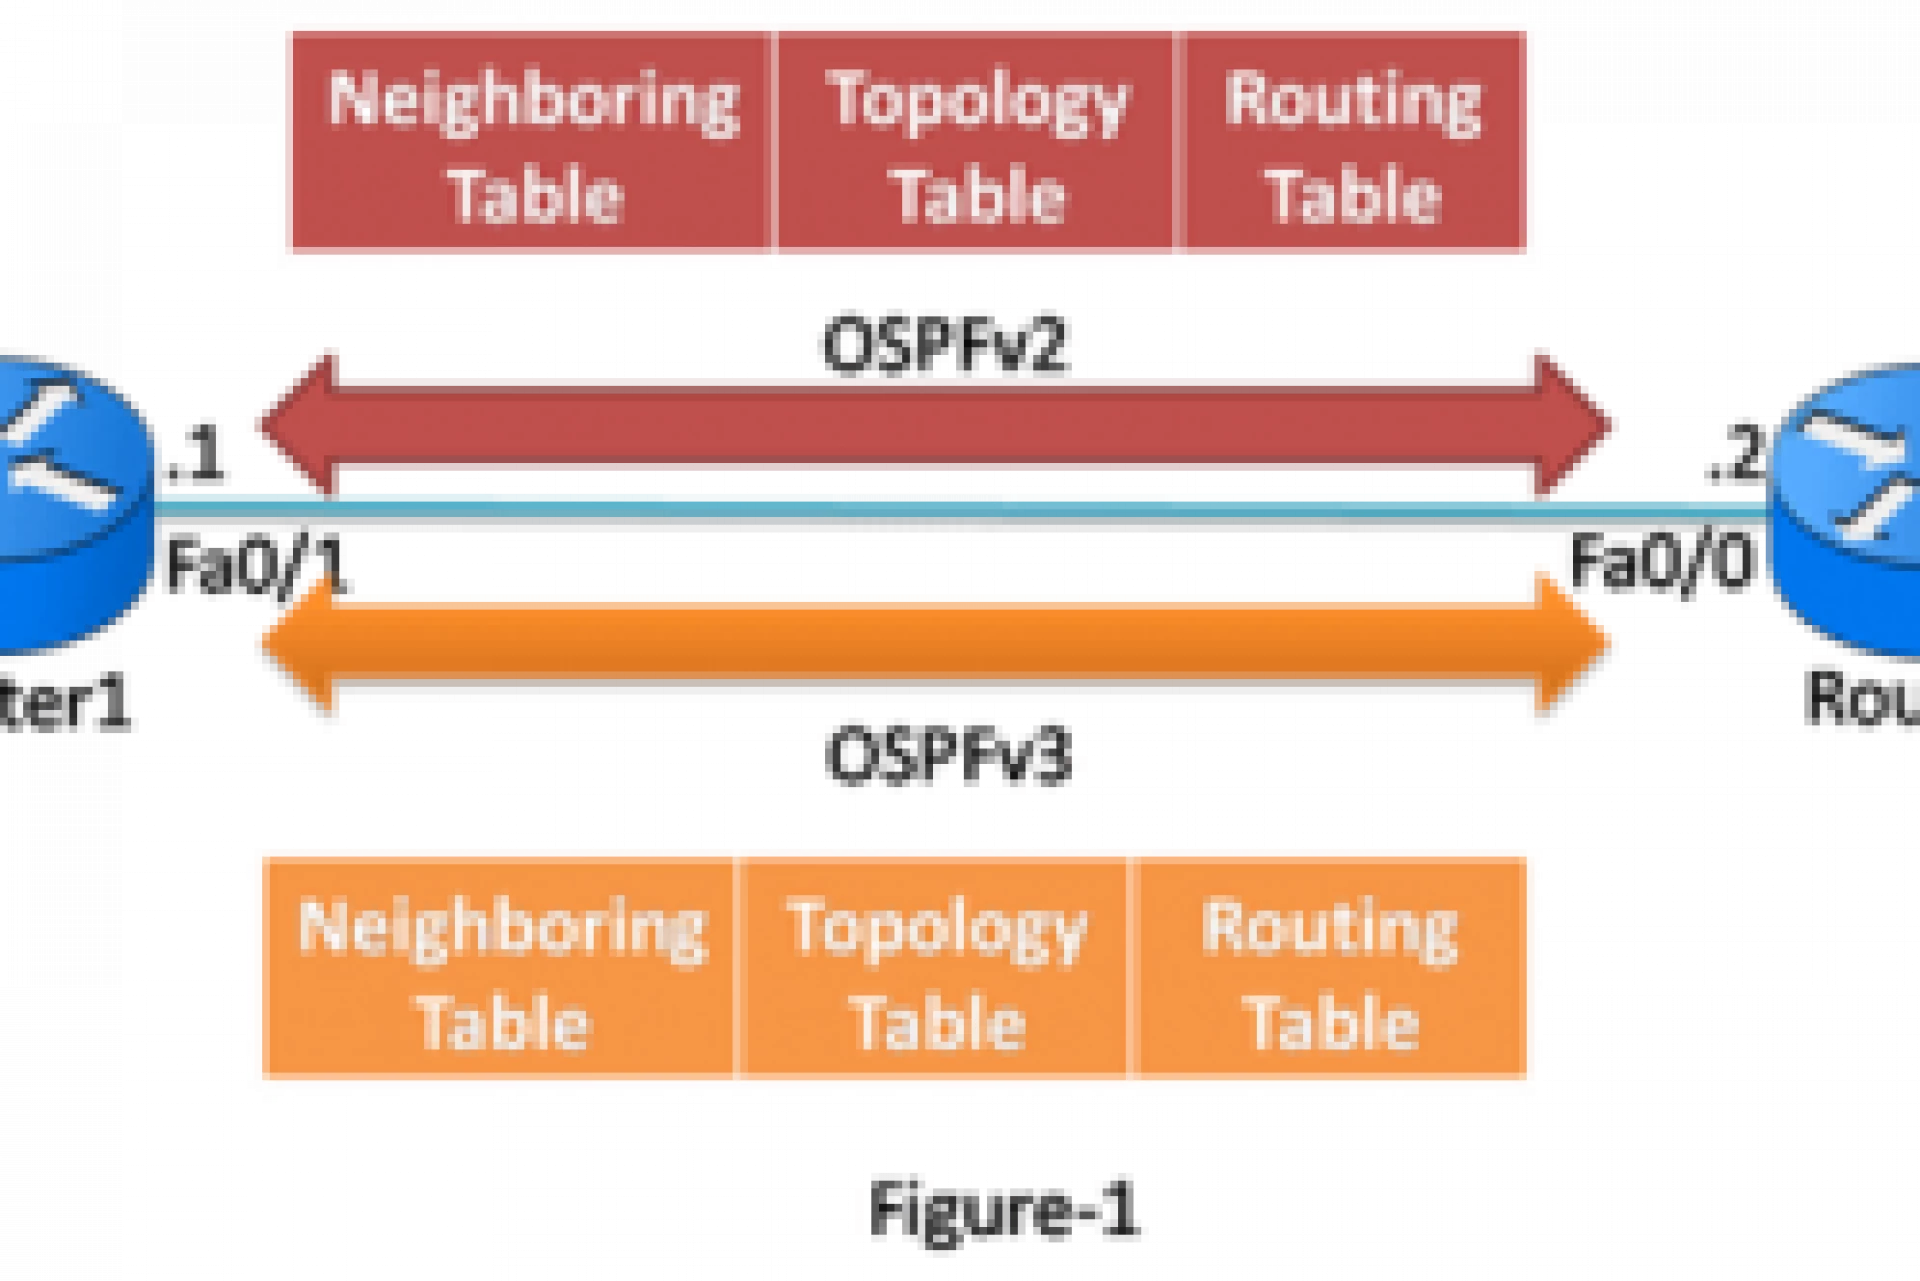 Neighboring Table
Topology Table
Routing Table
OSPFv2
.1
.2
Fa0/1
Fa0/0
ter1
Rou
OSPFv3
Neighboring Table
Topology Table
Routing Table
Figure-1